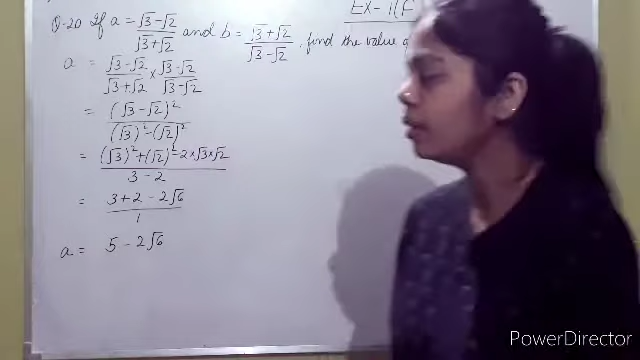 Ex-1(F
Q-20 If a = √3-√2/√3+√2 and b = √3+√2/√3-√2, find the value
a = √3-√2/√3+√2 × √3-√2/√3-√2
= (√3-√2)²/(√3)²-(√2)²
= (√3)²+(√2)²-2×√3×√2/3-2
= 3+2-2√6/1
a = 5-2√6
PowerDirector